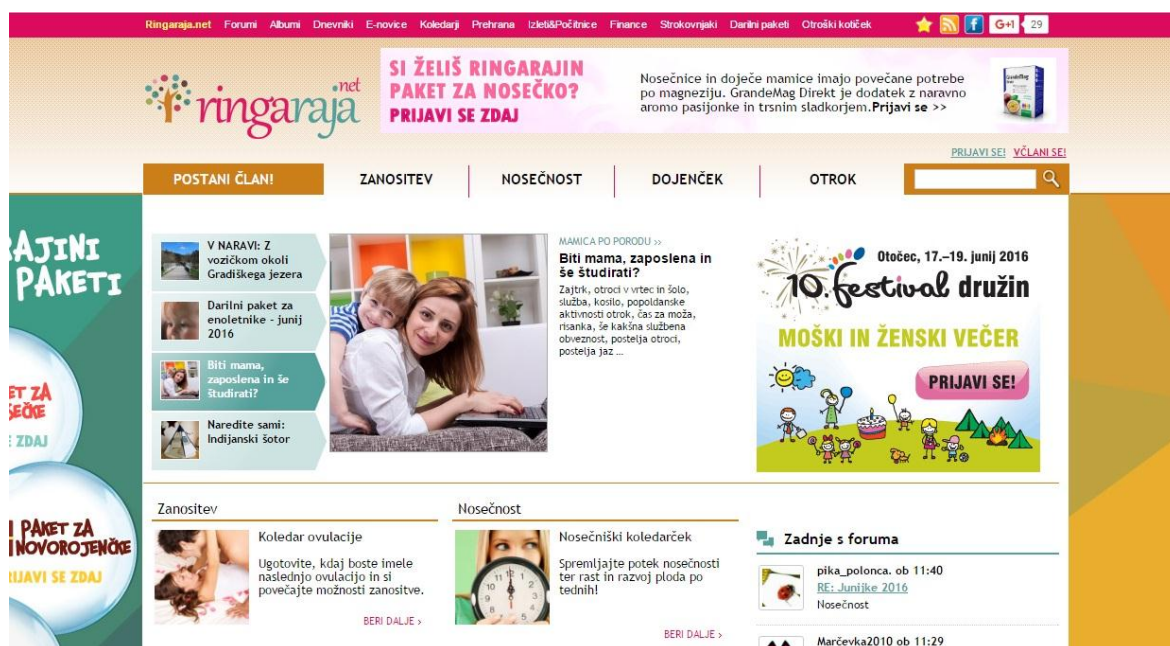 Ringaraja.net Forumi Albumi Dnevniki E-novice Koledarji Prehrana Izleti&Počitnice Finance Strokovnjaki Darilni paketi Otroški kotiček
G+1 29
ringaraja.net
SI ŽELIŠ RINGARAJIN
PAKET ZA NOSEČKO?
PRIJAVI SE ZDAJ
Nosečnice in doječe mamice imajo povečane potrebe
po magneziju. GrandeMag Direkt je dodatek z naravno
aromo pasijonke in trsnim sladkorjem.Prijavi se >>
GrandeMag
PRIJAVI SE! VČLANI SE!
POSTANI ČLAN! ZANOSITEV NOSEČNOST DOJENČEK OTROK
AJINI
PAKETI
ET ZA
ZDAJ
PAKET ZA
NOVOROJENČKE
IJAVI SE ZDAJ
V NARAVI: Z
vozičkom okoli
Gradiškega jezera
Darilni paket za
enoletnike - junij
2016
Biti mama,
zaposlena in še
študirati?
Naredite sami:
Indijanski šotor
MAMICA PO PORODU >>
Biti mama, zaposlena in
še študirati?
Zajtrk, otroci v vrtec in šolo,
služba, kosilo, popoldanske
aktivnosti otrok, čas za moža,
risanka, še kakšna službena
obveznost, postelja otroci,
postelja jaz ...
Otočec, 17.–19. junij 2016
10. festival družin
MOŠKI IN ŽENSKI VEČER
PRIJAVI SE!
Zanositev
Koledar ovulacije
Ugotovite, kdaj boste imele
naslednjo ovulacijo in si
povečajte možnosti zanositve.
BERI DALJE >
Nosečnost
Nosečniški koledarček
Spremljajte potek nosečnosti
ter rast in razvoj ploda po
tednih!
BERI DALJE >
Zadnje s foruma
pika_polonca. ob 11:40
RE: Junijke 2016
Nosečnost
Marčevka2010 ob 11:29